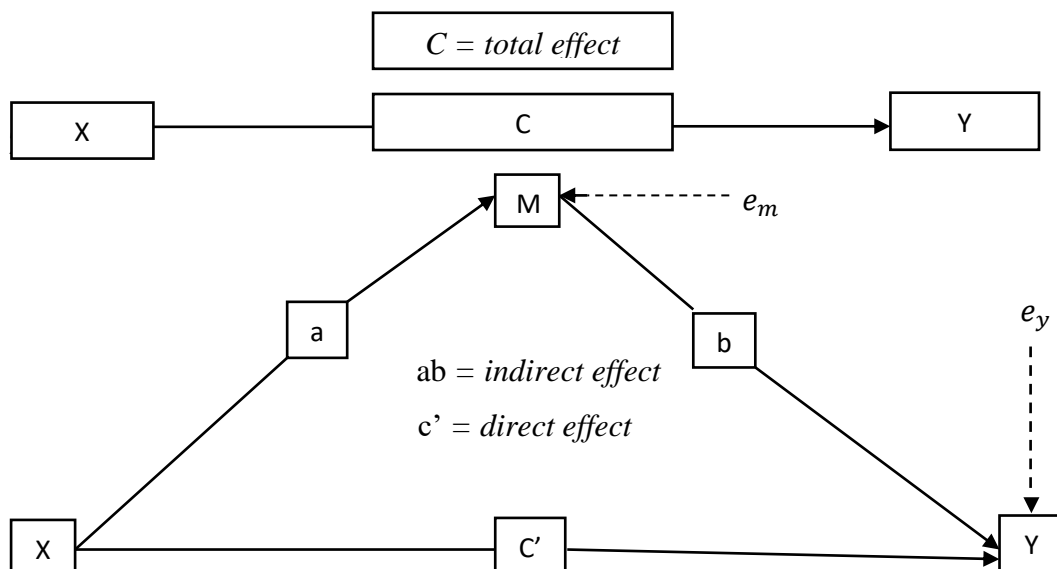 C = total effect
X
C
Y
M
e_m
a
b
e_y
ab = indirect effect
c’ = direct effect
X
C’
Y